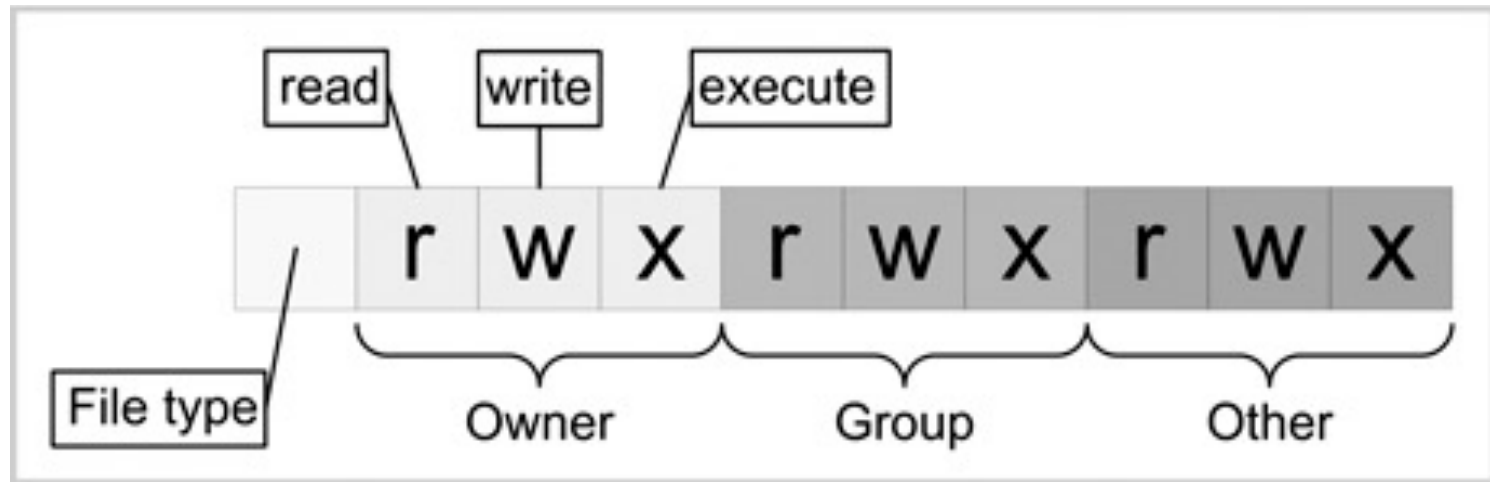 read write execute
r w x r w x r w x
File type
Owner Group Other